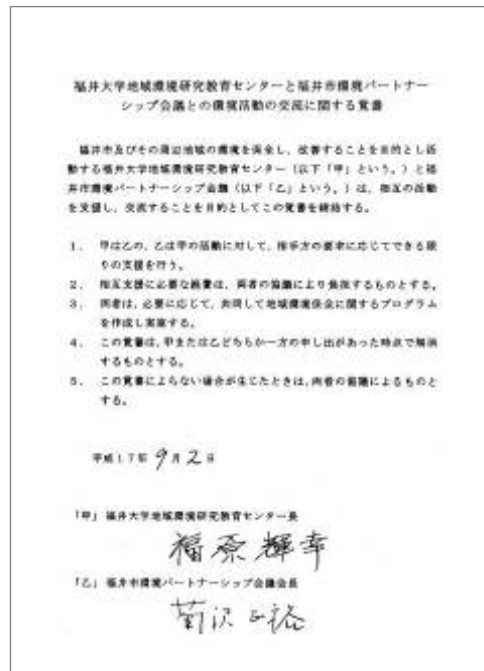 福井大学地域環境研究教育センターと福井市環境パートナー
シップ会議との環境活動の交流に関する覚書
福井市及びその周辺地域の環境を保全し、改善することを目的とし活
動する福井大学地域環境研究教育センター（以下「甲」という。）と福
井市環境パートナーシップ会議（以下「乙」という。）は、相互の活動
を支援し、交流することを目的としてこの覚書を締結する。
1． 甲は乙の、乙は甲の活動に対して、相手方の要求に応じてできる限
りの支援を行う。
2． 相互支援に必要な経費は、両者の協議により負担するものとする。
3． 両者は、必要に応じて、共同して地域環境保全に関するプログラム
を作成し実施する。
4． この覚書は、甲または乙どちらか一方の申し出があった時点で解消
するものとする。
5． この覚書によらない場合が生じたときは、両者の協議によるものと
する。
平成17年 9月 2日
「甲」 福井大学地域環境研究教育センター長
福原輝幸
「乙」 福井市環境パートナーシップ会議会長
菊沢正裕